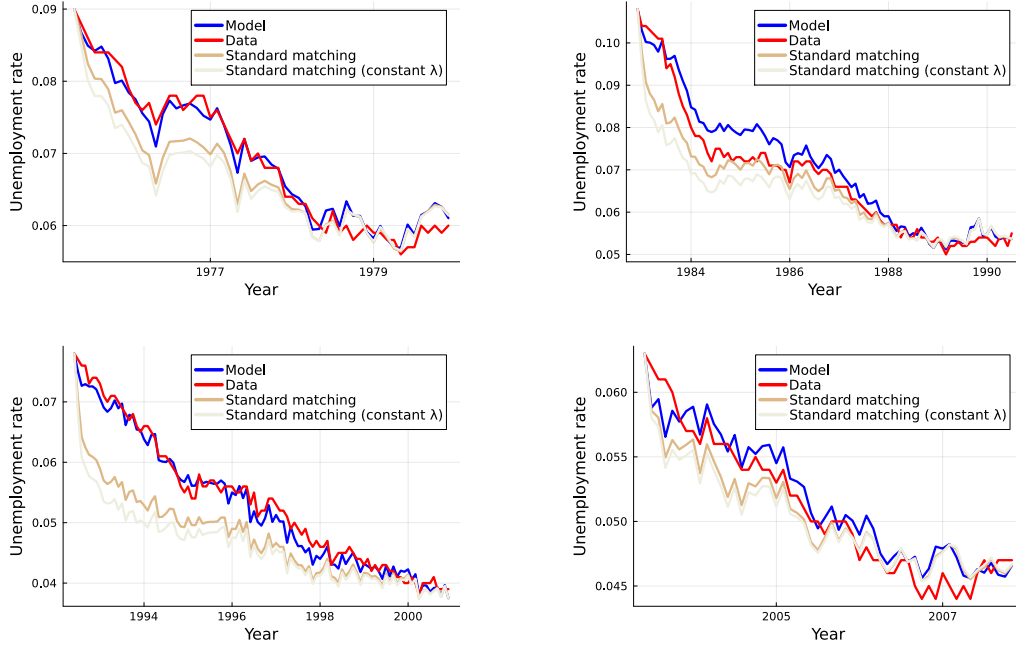 Unemployment rate
0.09
0.08
0.07
0.06
1977
1979
Year
Model
Data
Standard matching
Standard matching (constant λ)
Unemployment rate
0.10
0.09
0.08
0.07
0.06
0.05
1984
1986
1988
1990
Year
Model
Data
Standard matching
Standard matching (constant λ)
Unemployment rate
0.07
0.06
0.05
0.04
1994
1996
1998
2000
Year
Model
Data
Standard matching
Standard matching (constant λ)
Unemployment rate
0.060
0.055
0.050
0.045
2005
2007
Year
Model
Data
Standard matching
Standard matching (constant λ)